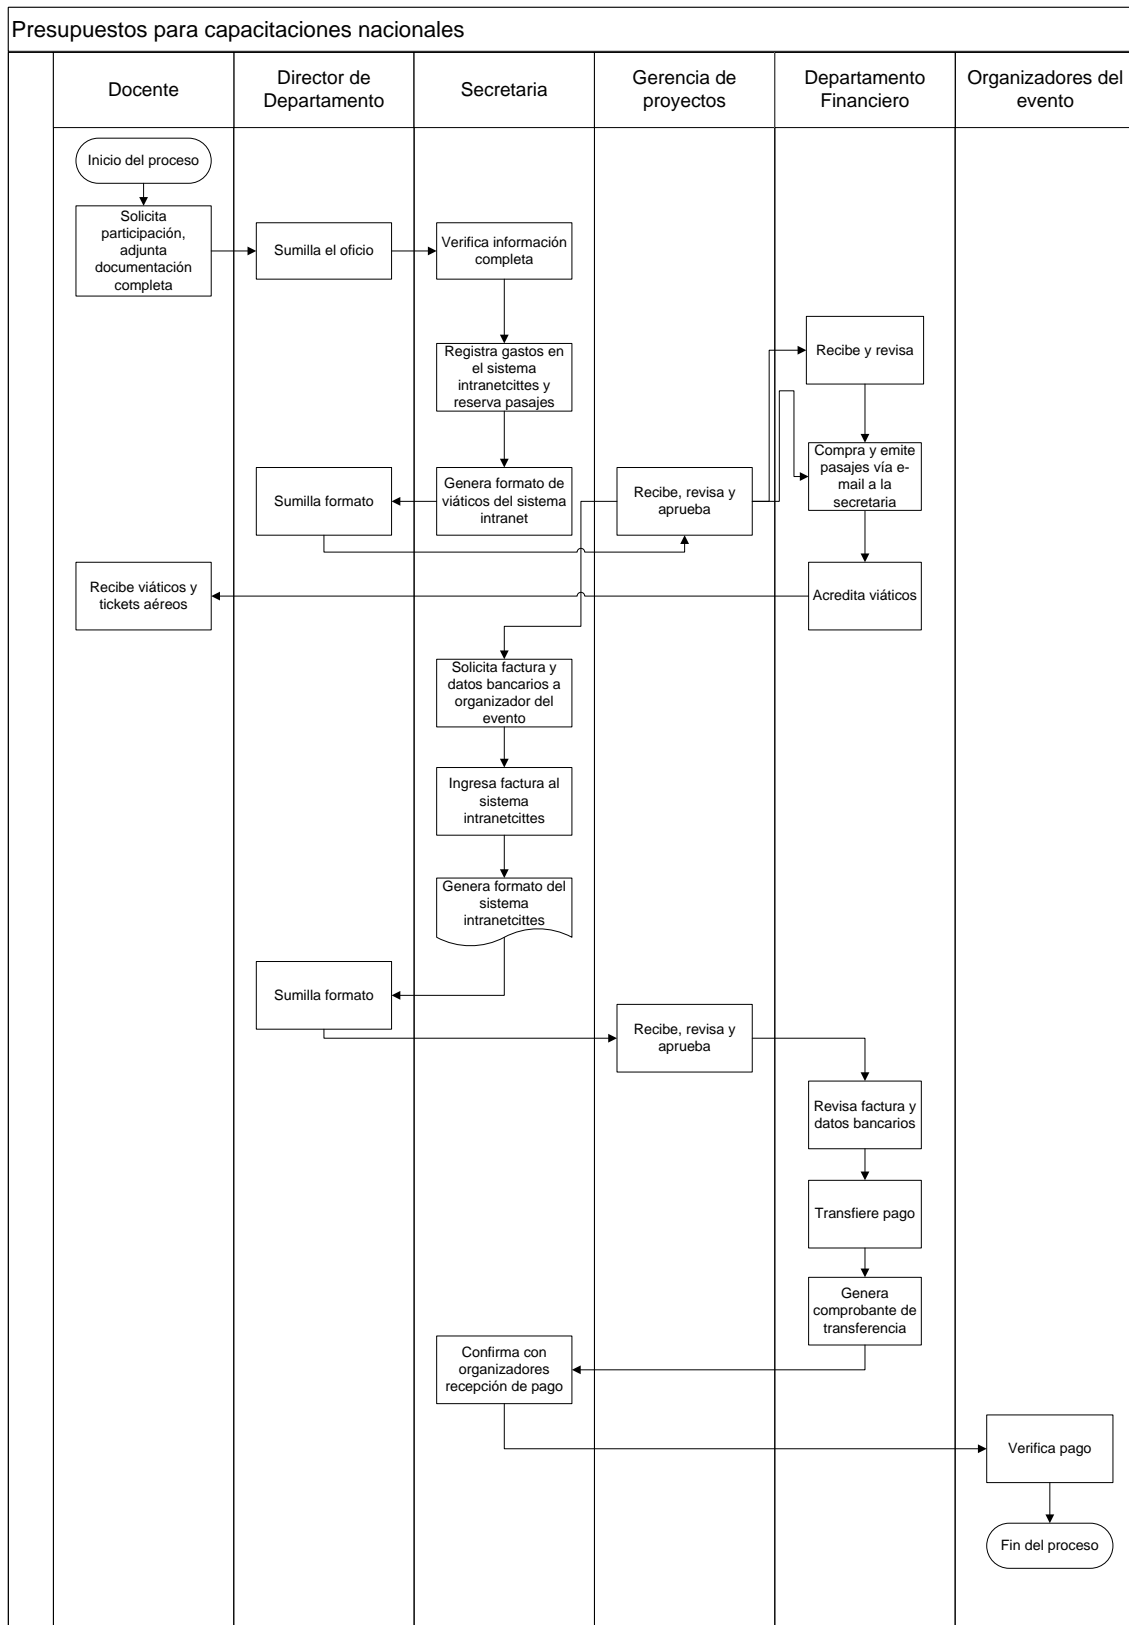 Presupuestos para capacitaciones nacionales
Docente
Director de
Departamento
Secretaria
Gerencia de
proyectos
Departamento
Financiero
Organizadores del
evento
Inicio del proceso
Solicita
participación,
adjunta
documentación
completa
Sumilla el oficio
Verifica información
completa
Registra gastos en
el sistema
intranetcittes y
reserva pasajes
Recibe y revisa
Compra y emite
pasajes vía e-
mail a la
secretaria
Sumilla formato
Genera formato de
viáticos del sistema
intranet
Recibe, revisa y
aprueba
Recibe viáticos y
tickets aéreos
Acredita viáticos
Solicita factura y
datos bancarios a
organizador del
evento
Ingresa factura al
sistema
intranetcittes
Genera formato del
sistema
intranetcittes
Sumilla formato
Recibe, revisa y
aprueba
Revisa factura y
datos bancarios
Transfiere pago
Genera
comprobante de
transferencia
Confirma con
organizadores
recepción de pago
Verifica pago
Fin del proceso